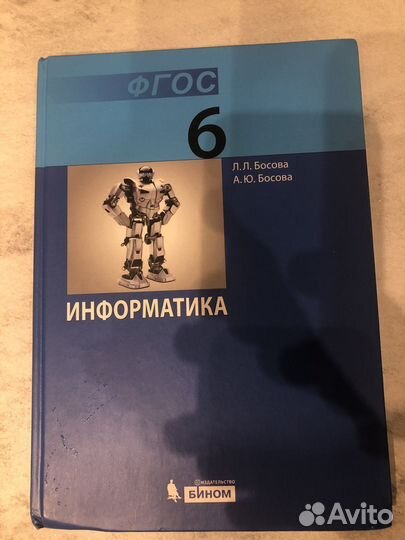 ФГОС
6
Л. Л. Босова
А. Ю. Босова
ИНФОРМАТИКА
ИЗДАТЕЛЬСТВО
БИНОМ
Avito